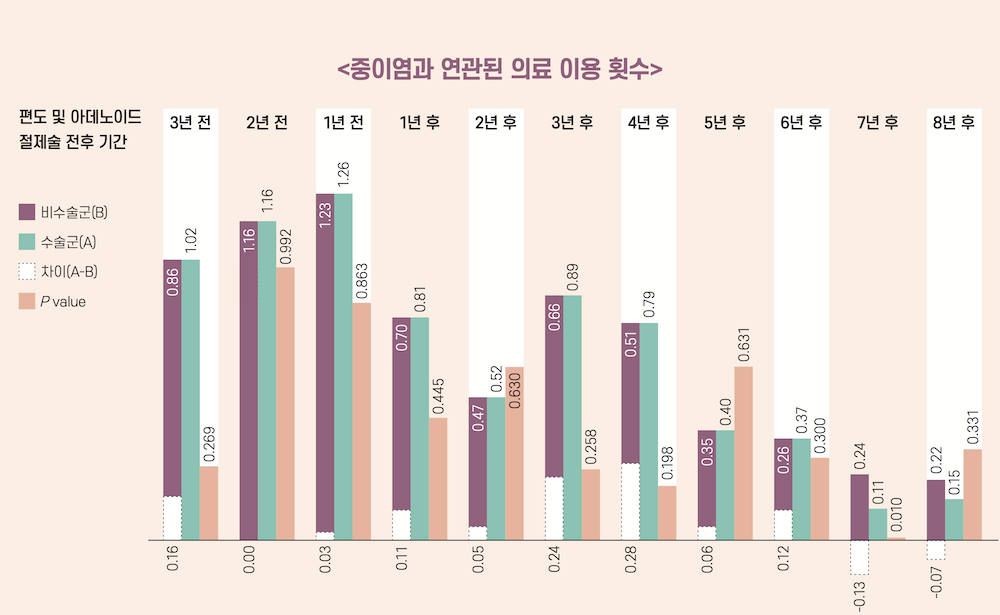 <중이염과 연관된 의료 이용 횟수>
편도 및 아데노이드
절제술 전후 기간
3년 전
2년 전
1년 전
1년 후
2년 후
3년 후
4년 후
5년 후
6년 후
7년 후
8년 후
비수술군(B)
수술군(A)
차이(A-B)
P value
0.86
1.02
0.269
0.16
1.16
1.16
0.992
0.00
1.23
1.26
0.863
0.03
0.70
0.81
0.445
0.11
0.47
0.52
0.630
0.05
0.66
0.89
0.258
0.24
0.51
0.79
0.198
0.28
0.35
0.40
0.631
0.06
0.26
0.37
0.300
0.12
0.24
0.11
0.010
-0.13
0.22
0.15
0.331
-0.07